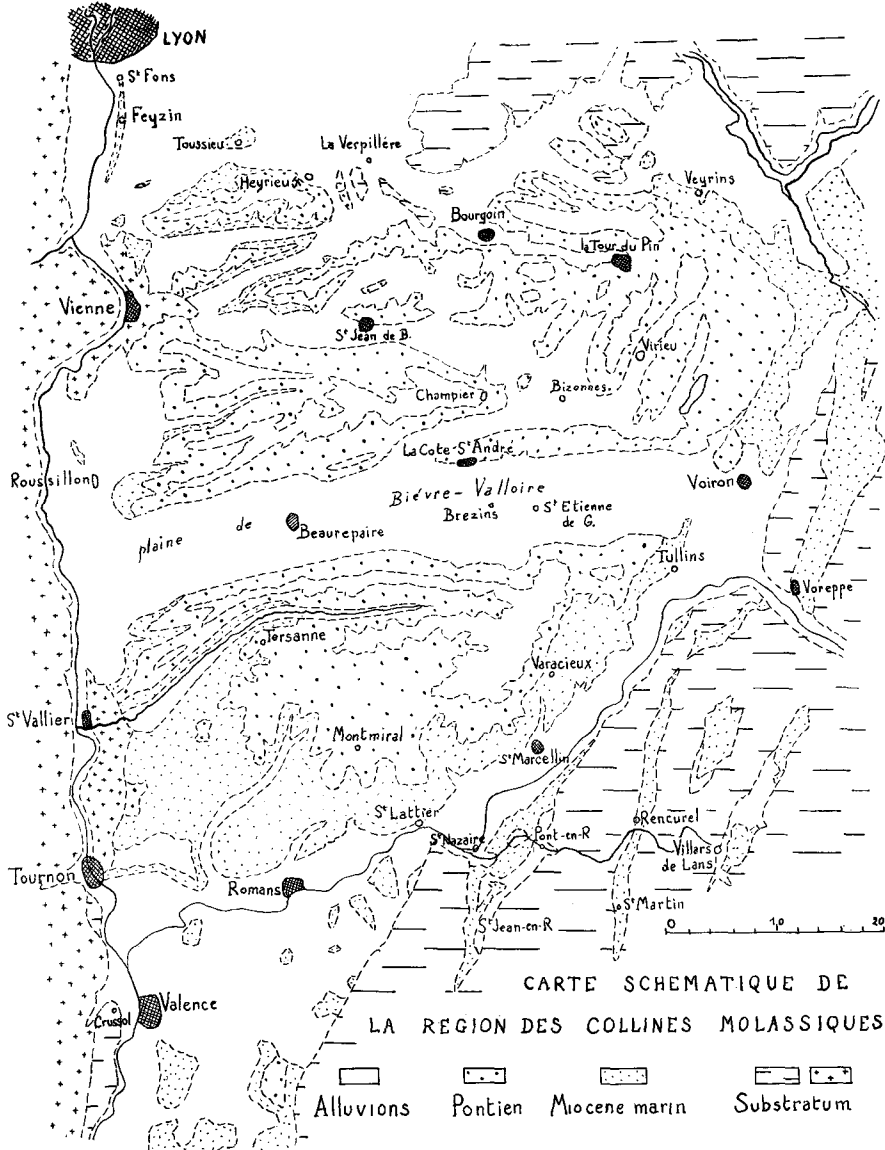 LYON
St Fons
Feyzin
Toussieu
La Verpillére
Heyrieux
Veyrins
Bourgoin
la Tour du Pin
Vienne
St Jean de B.
Virieu
Champier
Bizonnes
La Cote-St André
Roussillon
Biévre-Valloire
Voiron
Brezins
St Etienne
de G.
plaine de
Beaurepaire
Tullins
Voreppe
Tersanne
Varacieux
St Vallier
Montmiral
St Marcellin
St Lattier
Rencurel
St Nazaire
Pont-en-R
Villars
de Lans
Tournon
Romans
St Martin
0 10 20
St Jean-en-R
CARTE SCHEMATIQUE DE
Valence
Crussol
LA REGION DES COLLINES MOLASSIQUES
Alluvions Pontien Miocene marin Substratum